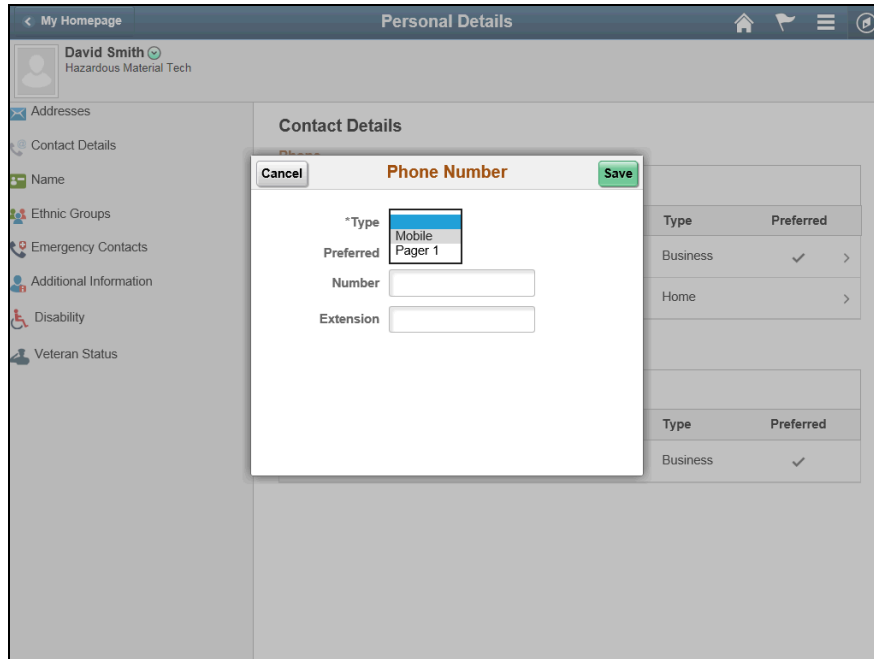 My Homepage
Personal Details
David Smith
Hazardous Material Tech
Addresses
Contact Details
Name
Ethnic Groups
Emergency Contacts
Additional Information
Disability
Veteran Status
Contact Details
Phone
Cancel
Phone Number
Save
*Type
Mobile
Pager 1
Preferred
Number
Extension
Type Preferred
Business
Home
Type Preferred
Business